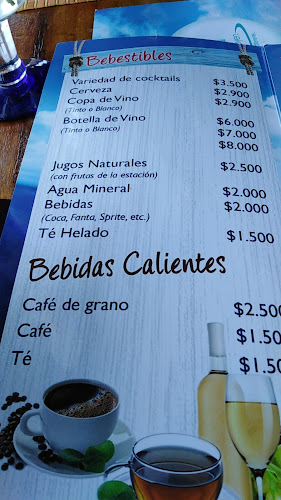 Bebestibles
Variedad de cocktails $3.500
Cerveza $2.900
Copa de Vino $2.900
(Tinto o Blanco)
Botella de Vino $6.000
(Tinto o Blanco) $7.000
$8.000
Jugos Naturales $2.500
(con frutas de la estación)
Agua Mineral $2.000
Bebidas $2.000
(Coca, Fanta, Sprite, etc.)
Té Helado $1.500
Bebidas Calientes
Café de grano $2.500
Café $1.50
Té $1.50